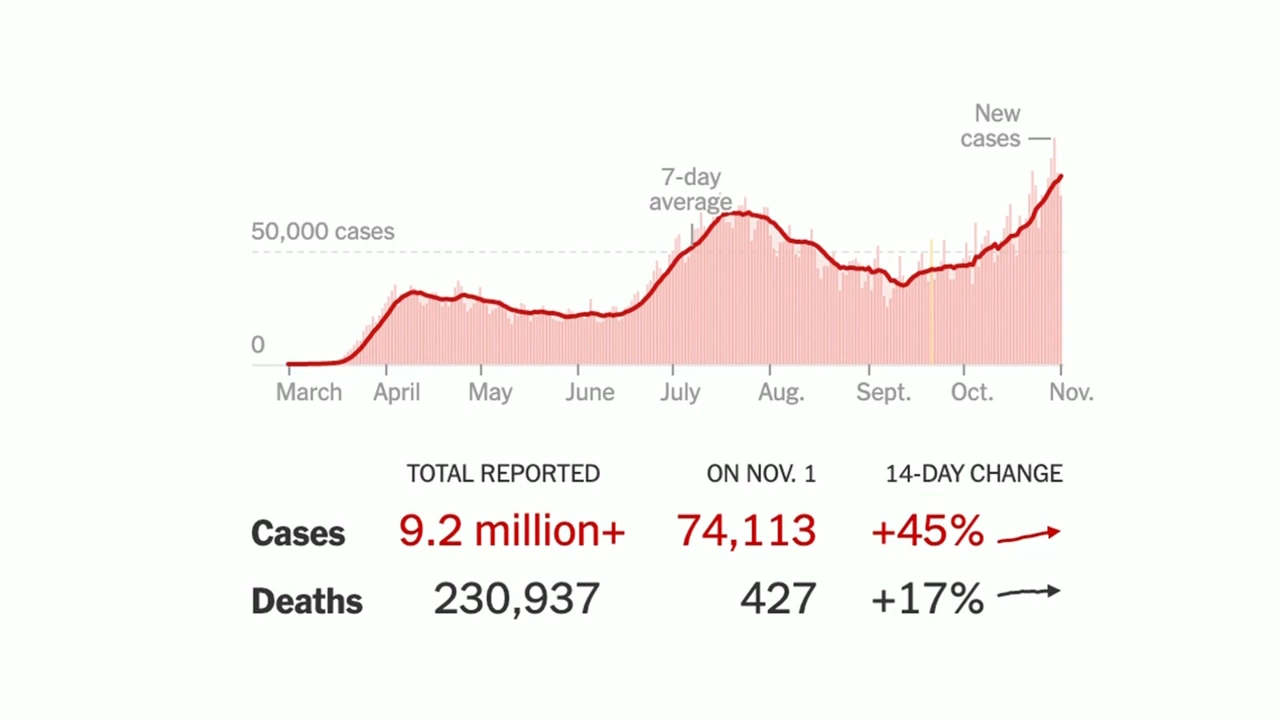 New
cases
7-day
average
50,000 cases
0
March April May June July Aug. Sept. Oct. Nov.
TOTAL REPORTED ON NOV. 1 14-DAY CHANGE
Cases 9.2 million+ 74,113 +45%
Deaths 230,937 427 +17%